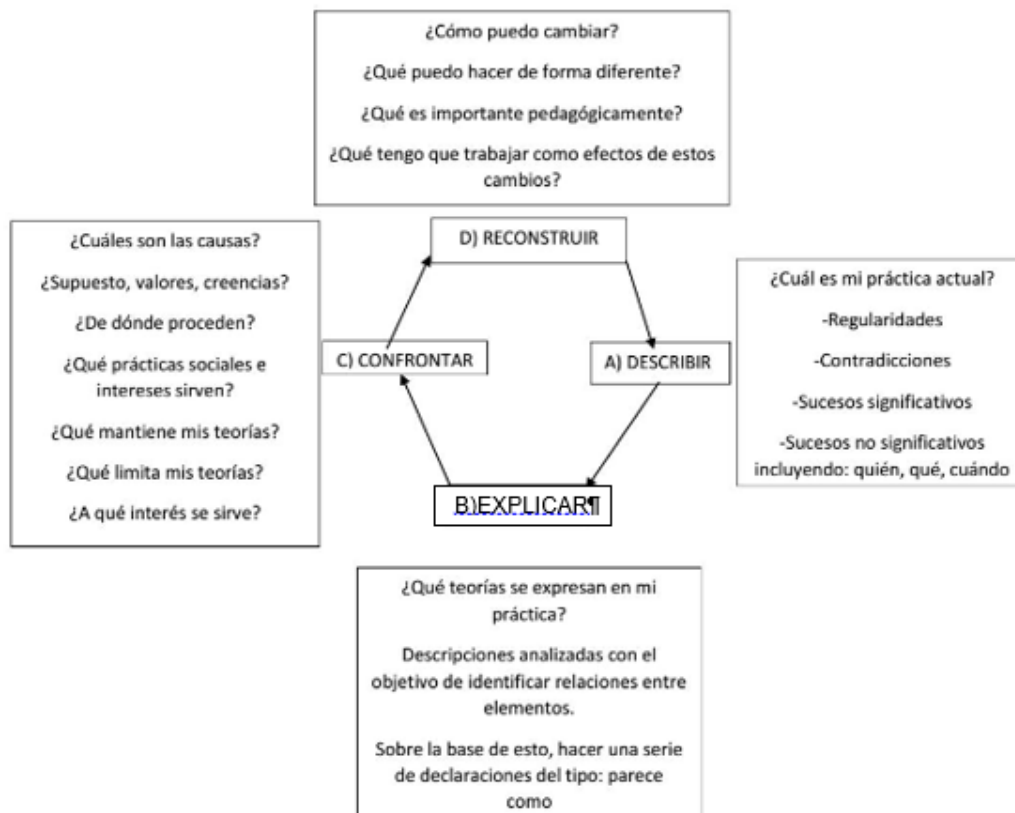 ¿Cómo puedo cambiar?
¿Qué puedo hacer de forma diferente?
¿Qué es importante pedagógicamente?
¿Qué tengo que trabajar como efectos de estos
cambios?
D) RECONSTRUIR
¿Cuáles son las causas?
¿Supuesto, valores, creencias?
¿De dónde proceden?
¿Qué prácticas sociales e
intereses sirven?
¿Qué mantiene mis teorías?
¿Qué limita mis teorías?
¿A qué interés se sirve?
C) CONFRONTAR
A) DESCRIBIR
¿Cuál es mi práctica actual?
-Regularidades
-Contradicciones
-Sucesos significativos
-Sucesos no significativos
incluyendo: quién, qué, cuándo
B)EXPLICAR¶
¿Qué teorías se expresan en mi
práctica?
Descripciones analizadas con el
objetivo de identificar relaciones entre
elementos.
Sobre la base de esto, hacer una serie
de declaraciones del tipo: parece
como